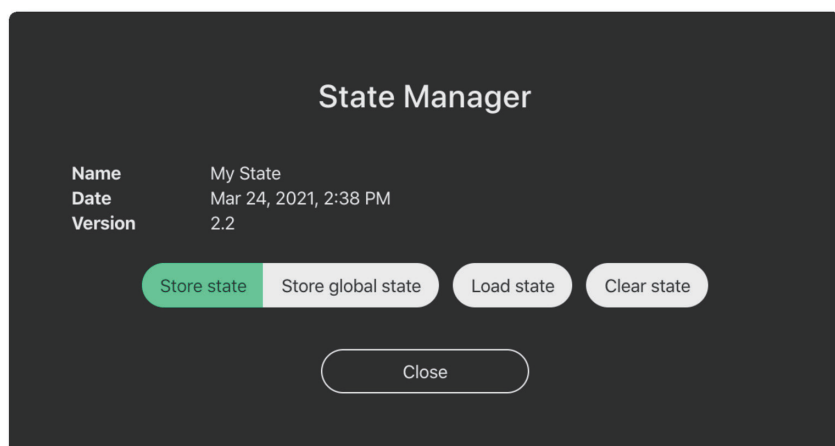 State Manager
Name My State
Date Mar 24, 2021, 2:38 PM
Version 2.2
Store state Store global state Load state Clear state
Close